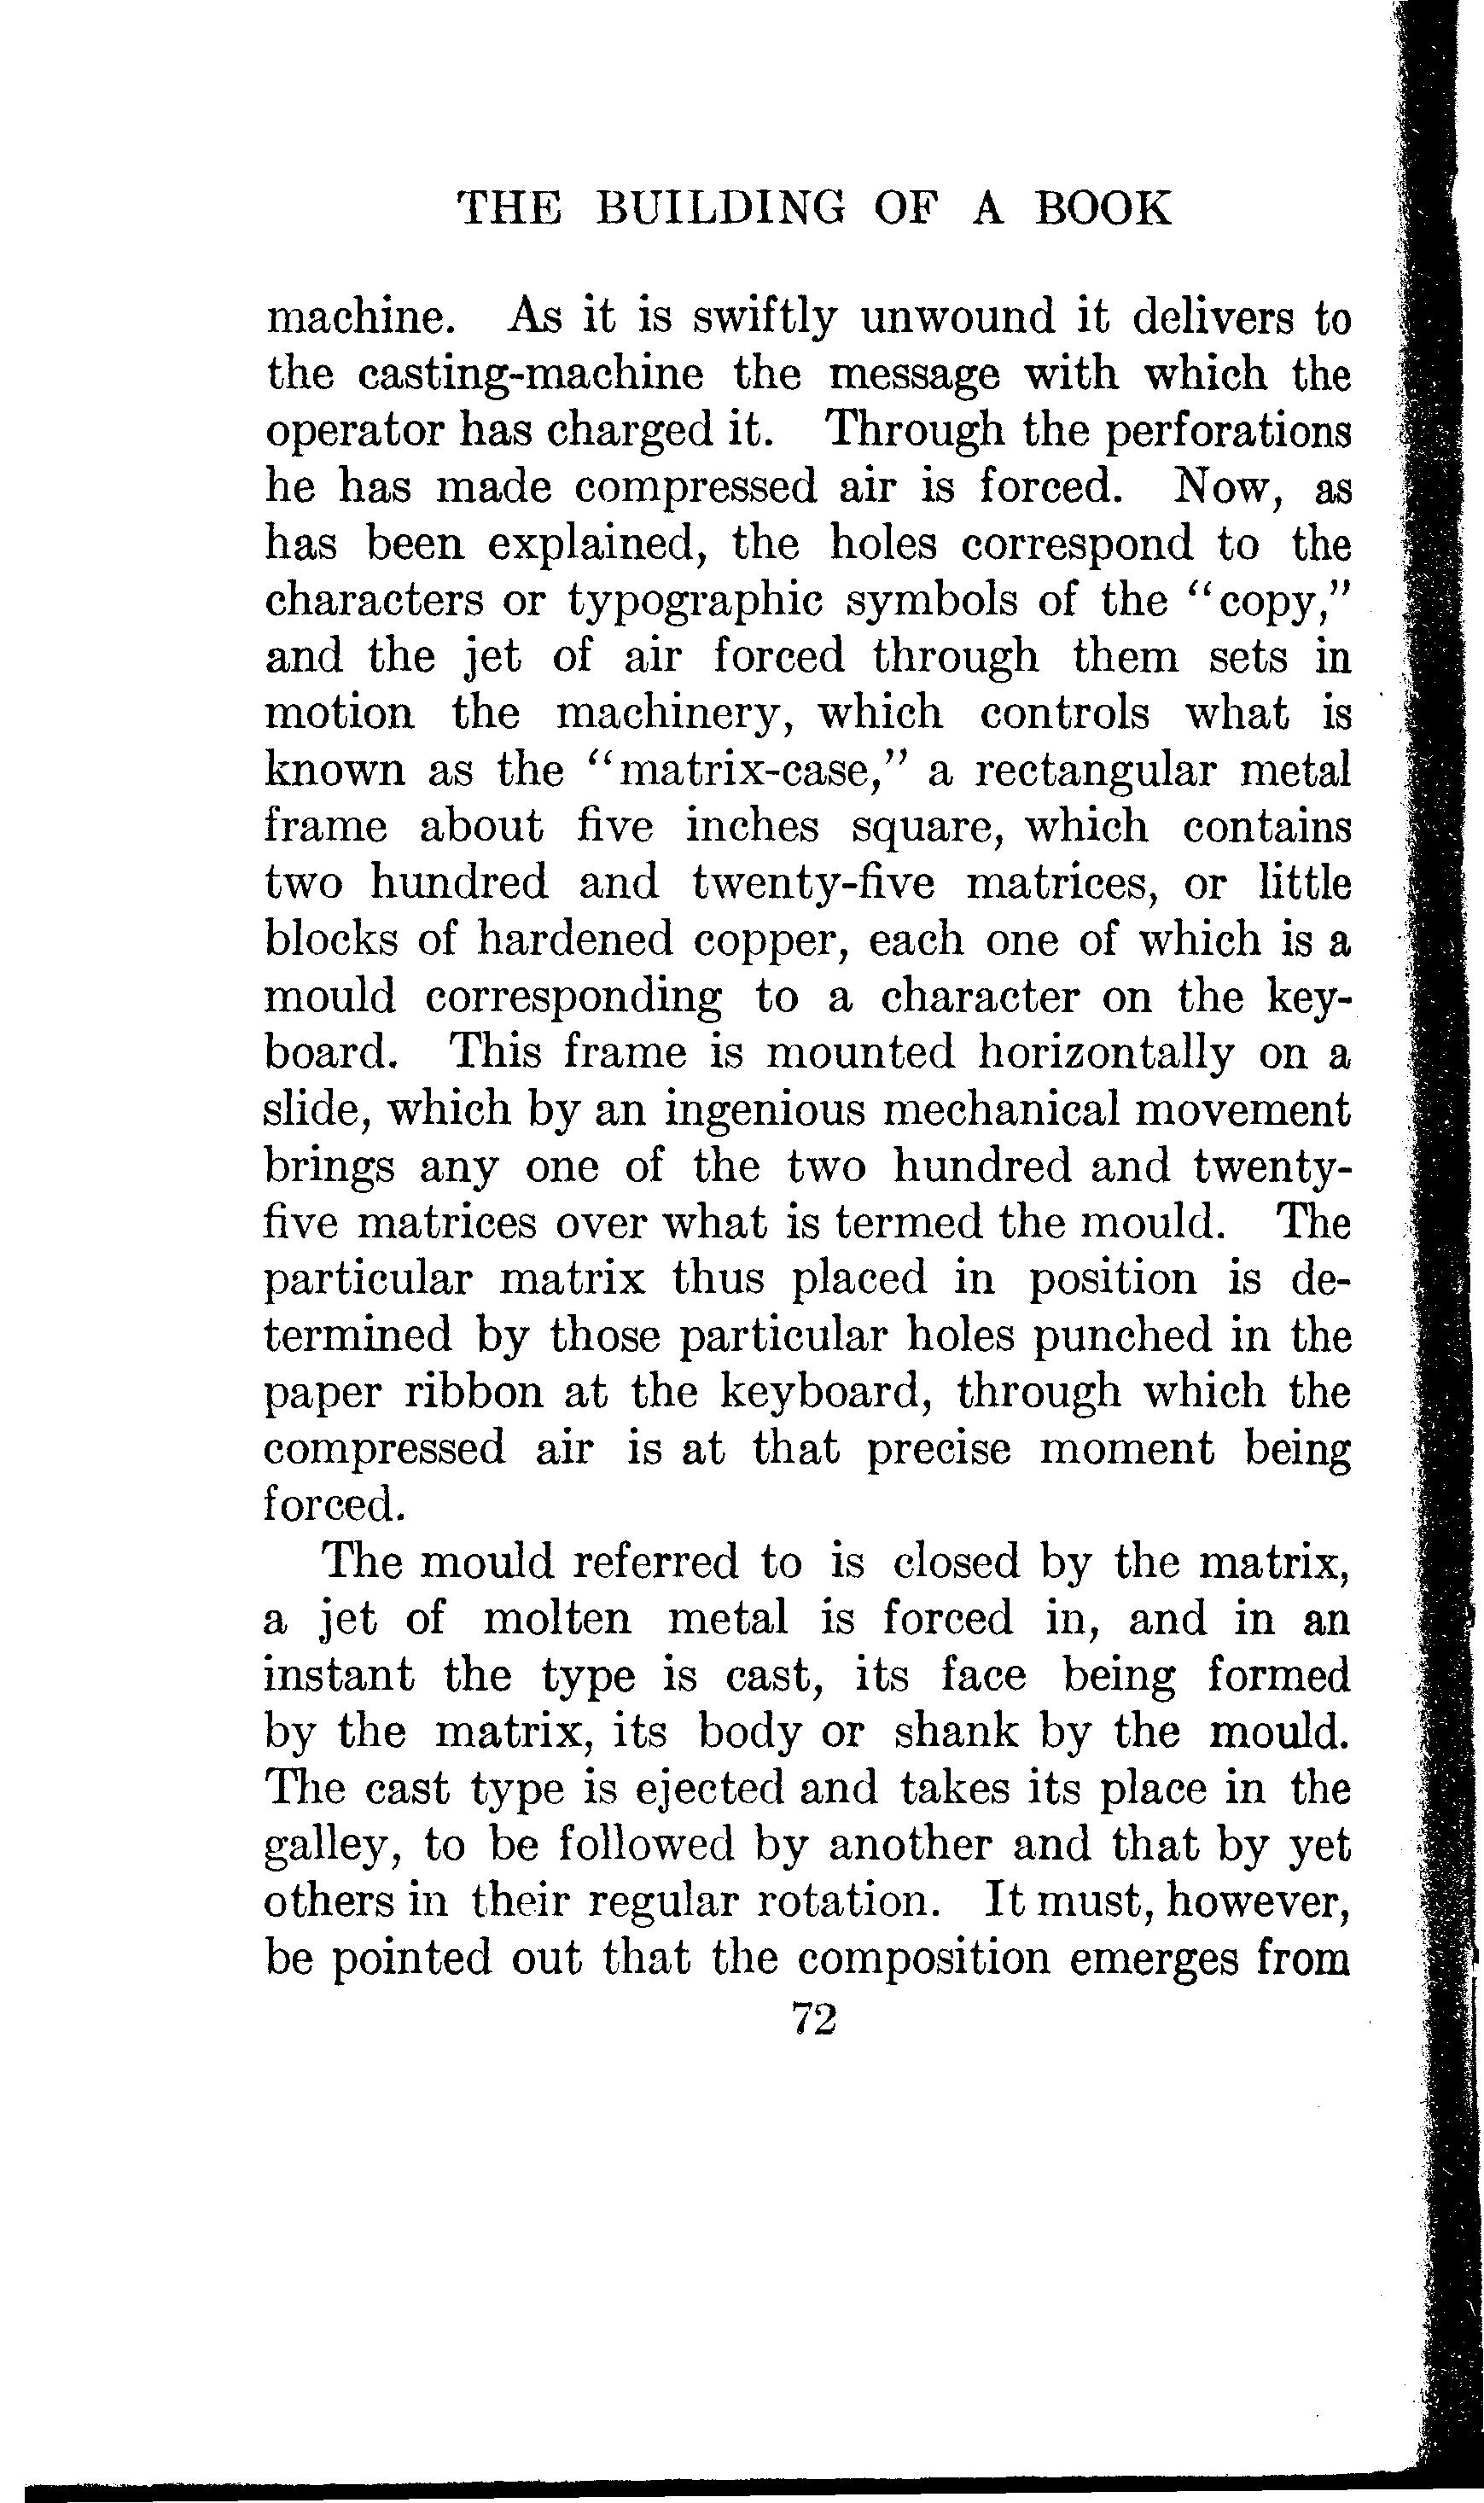 THE BUILDING OF A BOOK
machine. As it is swiftly unwound it delivers to
the casting-machine the message with which the
operator has charged it. Through the perforations
he has made compressed air is forced. Now, as
has been explained, the holes correspond to the
characters or typographic symbols of the “copy,”
and the jet of air forced through them sets in
motion the machinery, which controls what is
known as the “matrix-case,” a rectangular metal
frame about five inches square, which contains
two hundred and twenty-five matrices, or little
blocks of hardened copper, each one of which is a
mould corresponding to a character on the key-
board. This frame is mounted horizontally on a
slide, which by an ingenious mechanical movement
brings any one of the two hundred and twenty-
five matrices over what is termed the mould. The
particular matrix thus placed in position is de-
termined by those particular holes punched in the
paper ribbon at the keyboard, through which the
compressed air is at that precise moment being
forced.
The mould referred to is closed by the matrix,
a jet of molten metal is forced in, and in an
instant the type is cast, its face being formed
by the matrix, its body or shank by the mould.
The cast type is ejected and takes its place in the
galley, to be followed by another and that by yet
others in their regular rotation. It must, however,
be pointed out that the composition emerges from
72